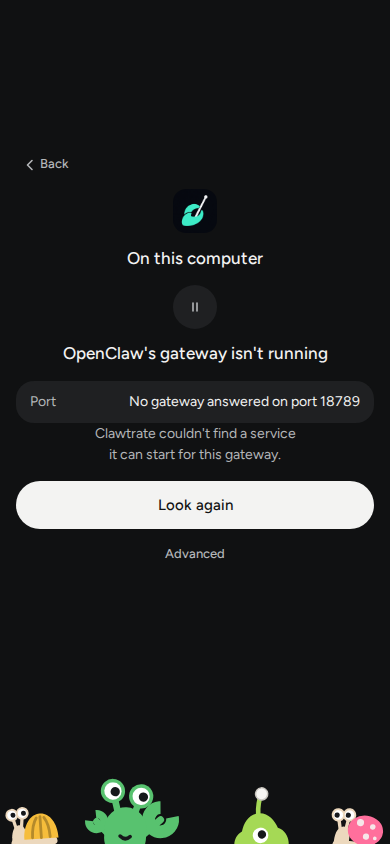 Back
On this computer
OpenClaw's gateway isn't running
Port No gateway answered on port 18789
Clawtrate couldn't find a service
it can start for this gateway.
Look again
Advanced